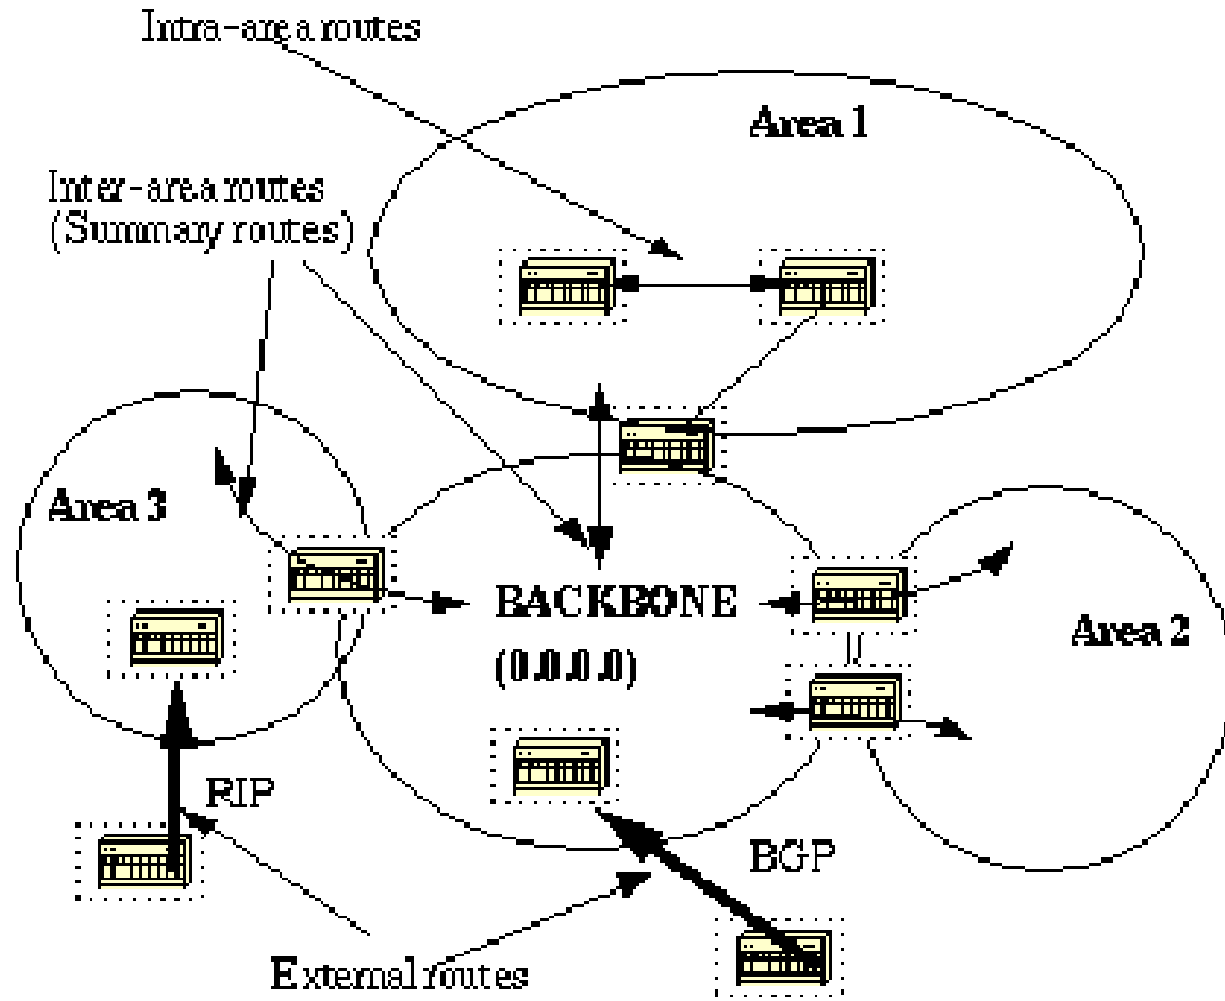 Intra-area routes
Area 1
Inter-area routes
(Summary routes)
Area 3
BACKBONE
(0.0.0.0)
Area 2
RIP
BGP
External routes